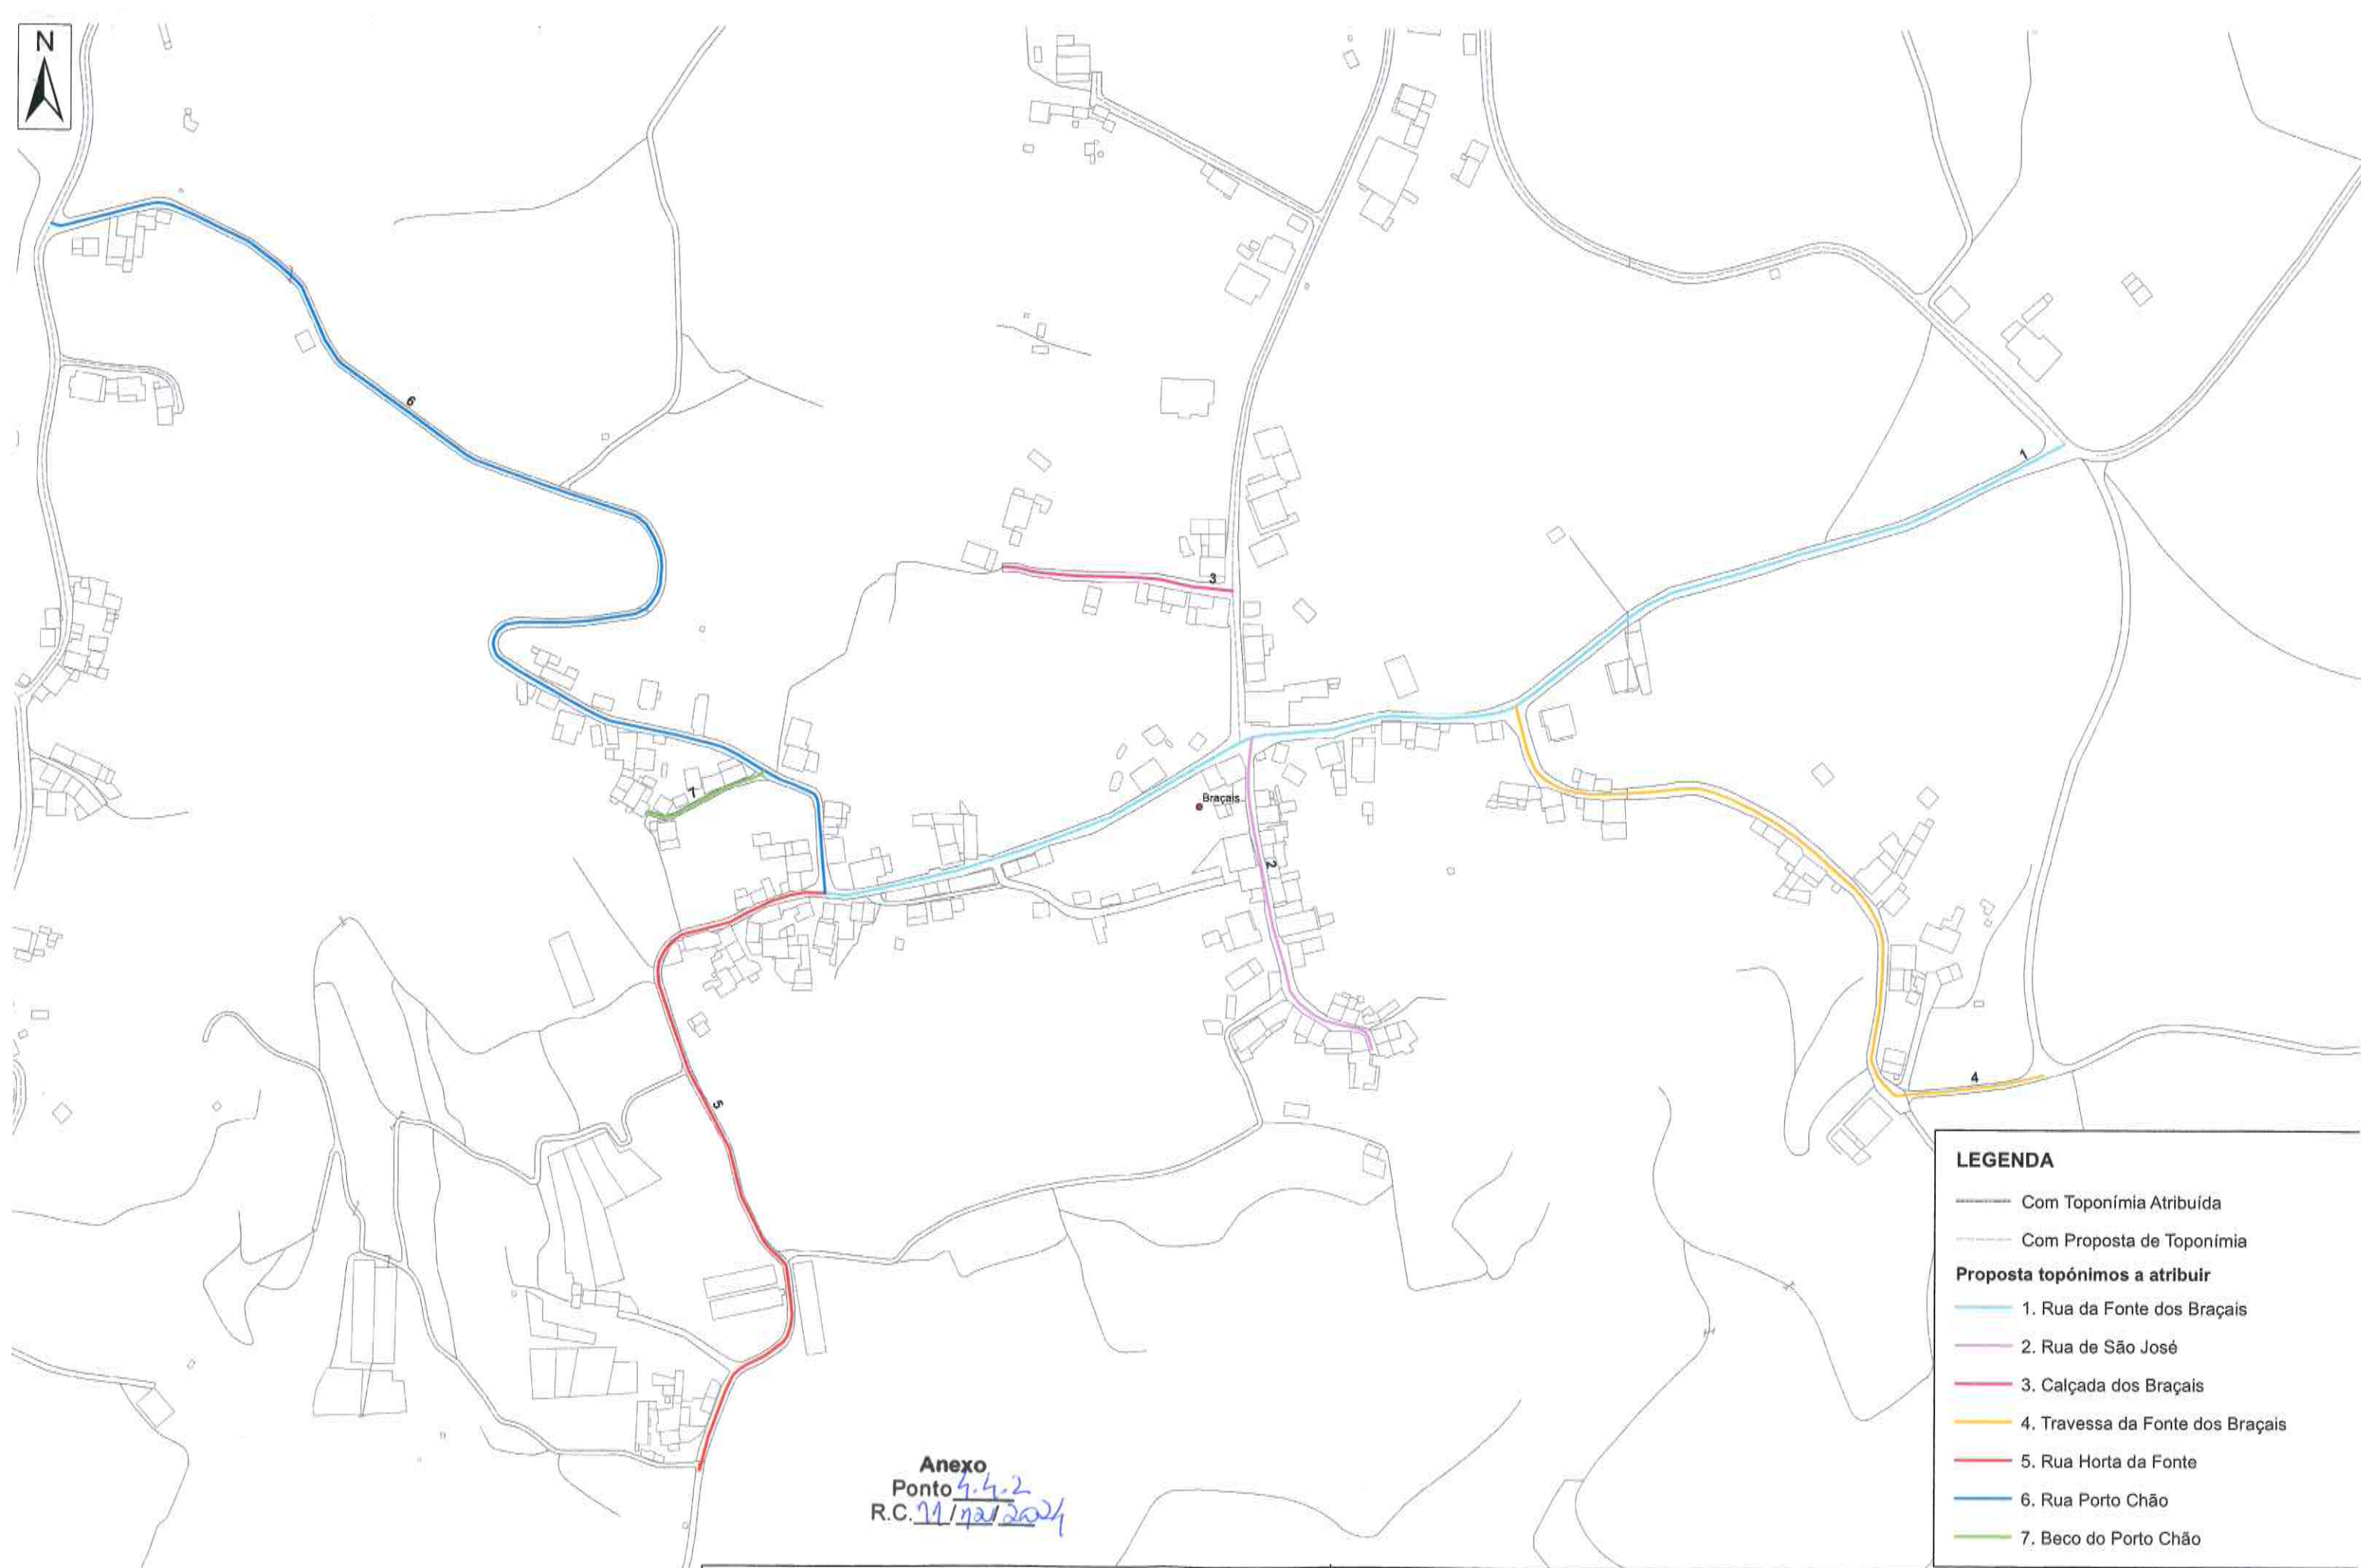 N
6
1
3
7
Braçais
2
5
4
LEGENDA
Com Toponímia Atribuída
Com Proposta de Toponímia
Proposta topónimos a atribuir
1. Rua da Fonte dos Braçais
2. Rua de São José
3. Calçada dos Braçais
4. Travessa da Fonte dos Braçais
5. Rua Horta da Fonte
6. Rua Porto Chão
7. Beco do Porto Chão
Anexo
Ponto 4.4.2
R.C. 11/12/2024